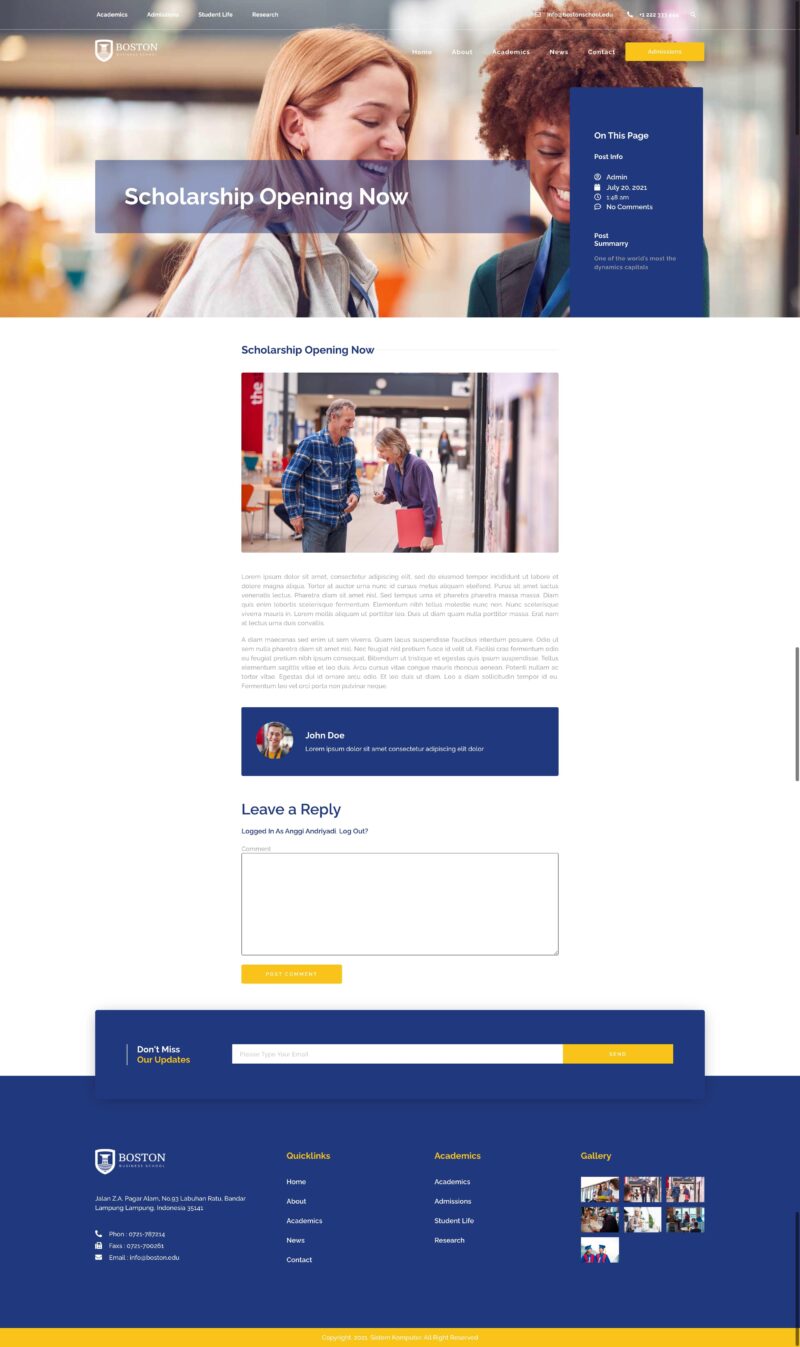 Academics Admissions Student Life Research info@bostonschool.edu +1 222 333 444
BOSTON
BUSINESS SCHOOL
Home About Academics News Contact Admissions
Scholarship Opening Now
On This Page
Post Info
Admin
July 20, 2021
1:48 am
No Comments
Post
Summarry
One of the world's most the
dynamics capitals
Scholarship Opening Now
the
Lorem ipsum dolor sit amet, consectetur adipiscing elit, sed do eiusmod tempor incididunt ut labore et
dolore magna aliqua. Tortor at auctor urna nunc id cursus metus aliquam eleifend. Purus sit amet luctus
venenatis lectus. Pharetra diam sit amet nisl. Sed tempus urna et pharetra pharetra massa massa. Diam
quis enim lobortis scelerisque fermentum. Elementum nibh tellus molestie nunc non. Nunc scelerisque
viverra mauris in. Lorem mollis aliquam ut porttitor leo. Duis ut diam quam nulla porttitor massa. Erat nam
at lectus urna duis convallis.
A diam maecenas sed enim ut sem viverra. Quam lacus suspendisse faucibus interdum posuere. Odio ut
sem nulla pharetra diam sit amet nisl. Nec feugiat nisl pretium fusce id velit ut. Facilisi cras fermentum odio
eu feugiat pretium nibh ipsum consequat. Bibendum ut tristique et egestas quis ipsum suspendisse. Tellus
elementum sagittis vitae et leo duis. Arcu cursus vitae congue mauris rhoncus aenean. Potenti nullam ac
tortor vitae. Egestas dui id ornare arcu odio. Et leo duis ut diam. Leo a diam sollicitudin tempor id eu.
Fermentum leo vel orci porta non pulvinar neque.
John Doe
Lorem ipsum dolor sit amet consectetur adipiscing elit dolor
Leave a Reply
Logged In As Anggi Andriyadi. Log Out?
Comment
POST COMMENT
Don't Miss
Our Updates
Please Type Your Email
SEND
BOSTON
BUSINESS SCHOOL
Jalan Z.A. Pagar Alam, No.93 Labuhan Ratu, Bandar
Lampung Lampung, Indonesia 35141
Phon : 0721-787214
Faxs : 0721-700261
Email : info@boston.edu
Quicklinks
Home
About
Academics
News
Contact
Academics
Academics
Admissions
Student Life
Research
Gallery
Copyright. 2021. Sistem Komputer. All Right Reserved